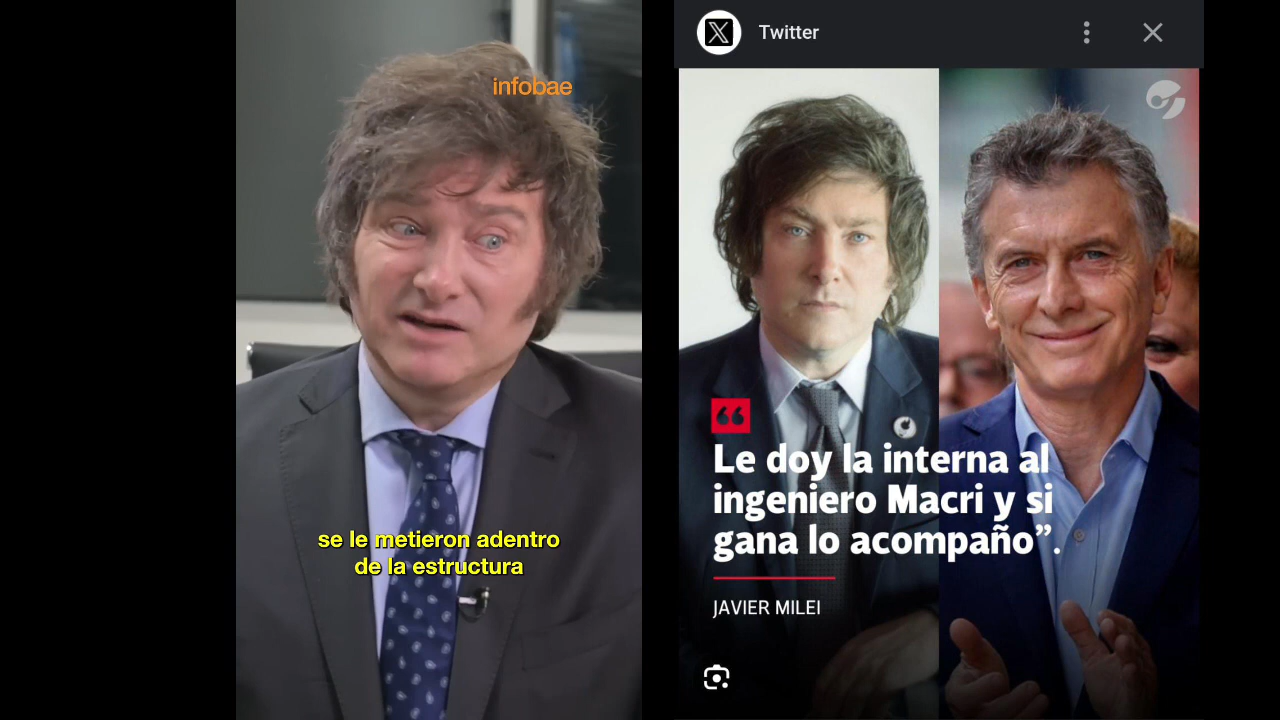 infobae
se le metieron adentro
de la estructura
X
Twitter
“
Le doy la interna al
ingeniero Macri y si
gana lo acompaño”.
JAVIER MILEI